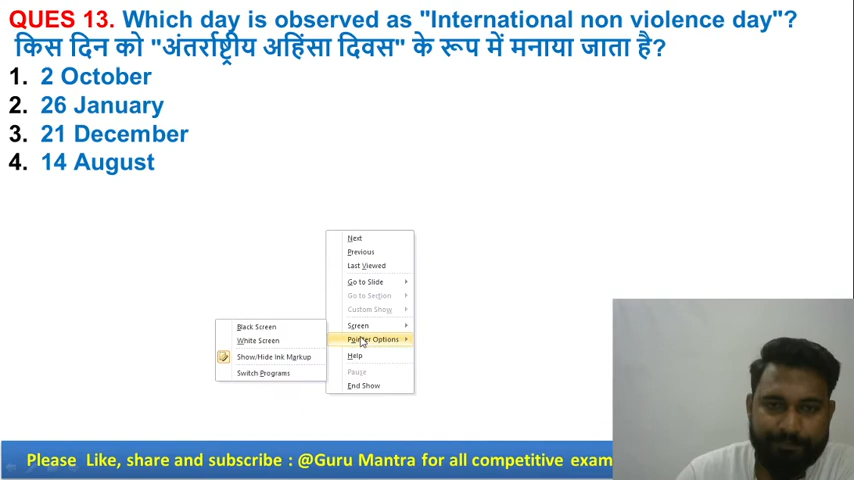 QUES 13. Which day is observed as "International non violence day"?
किस दिन को "अंतर्राष्ट्रीय अहिंसा दिवस" के रूप में मनाया जाता है?
1. 2 October
2. 26 January
3. 21 December
4. 14 August
Next
Previous
Last Viewed
Go to Slide
Go to Section
Custom Show
Screen
Pointer Options
Help
Pause
End Show
Black Screen
White Screen
Show/Hide Ink Markup
Switch Programs
Please Like, share and subscribe : @Guru Mantra for all competitive exam